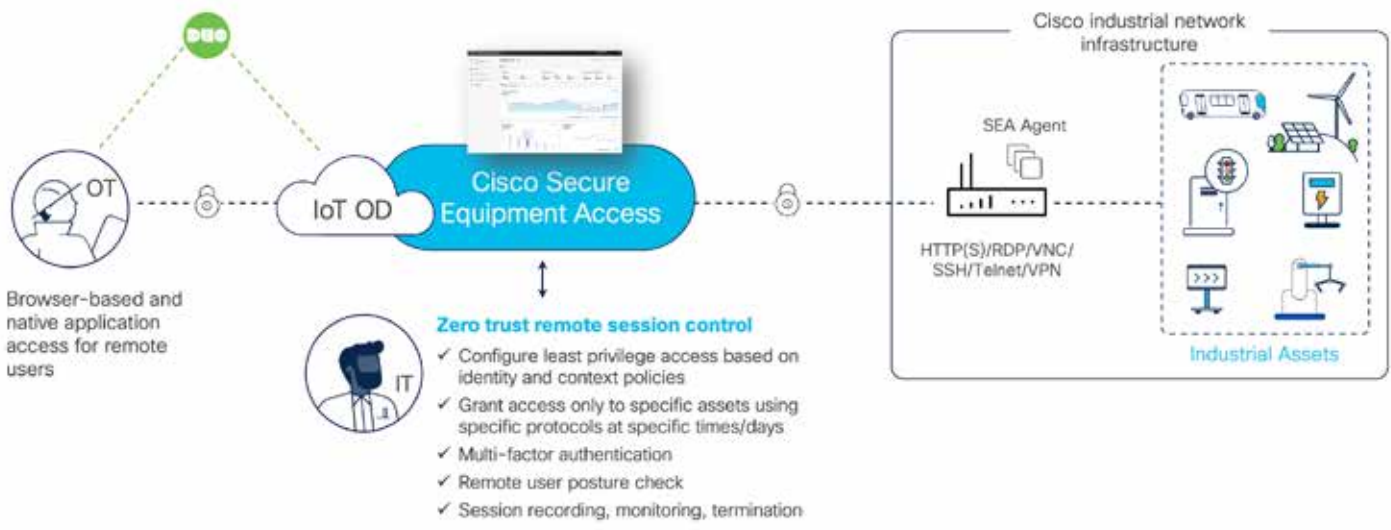 DUO
Cisco industrial network
infrastructure
SEA Agent
OT
IoT OD
Cisco Secure
Equipment Access
HTTP(S)/RDP/VNC/
SSH/Telnet/VPN
Browser-based and
native application
access for remote
users
IT
Zero trust remote session control
✓ Configure least privilege access based on
identity and context policies
✓ Grant access only to specific assets using
specific protocols at specific times/days
✓ Multi-factor authentication
✓ Remote user posture check
✓ Session recording, monitoring, termination
>>>
Industrial Assets